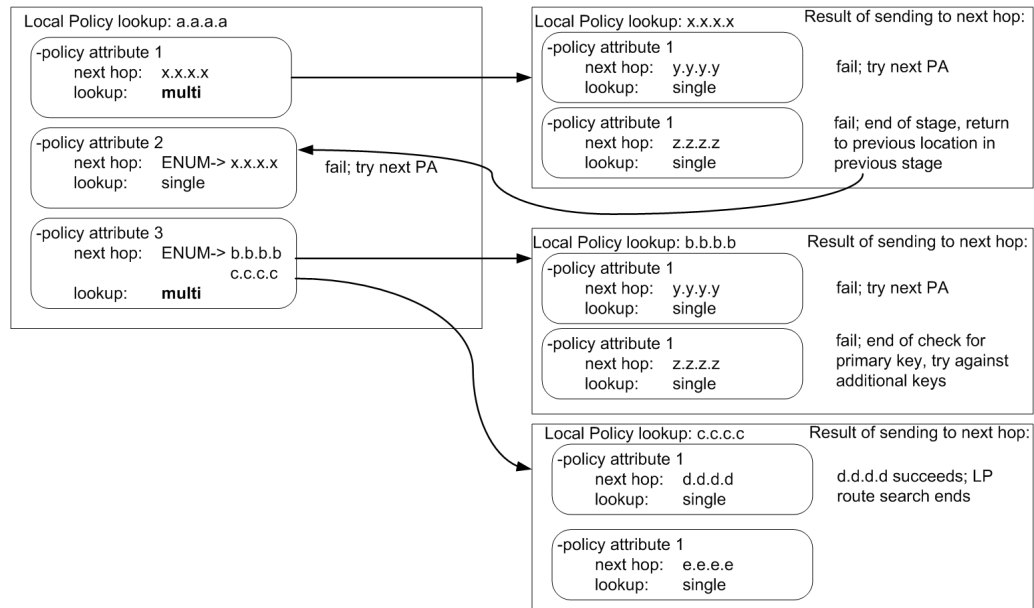 Local Policy lookup: a.a.a.a
-policy attribute 1
next hop: x.x.x.x
lookup: multi
-policy attribute 2
next hop: ENUM-> x.x.x.x
lookup: single
-policy attribute 3
next hop: ENUM-> b.b.b.b
c.c.c.c
lookup: multi
fail; try next PA
Local Policy lookup: x.x.x.x
Result of sending to next hop:
-policy attribute 1
next hop: y.y.y.y
lookup: single
fail; try next PA
-policy attribute 1
next hop: z.z.z.z
lookup: single
fail; end of stage, return
to previous location in
previous stage
Local Policy lookup: b.b.b.b
Result of sending to next hop:
-policy attribute 1
next hop: y.y.y.y
lookup: single
fail; try next PA
-policy attribute 1
next hop: z.z.z.z
lookup: single
fail; end of check for
primary key, try against
additional keys
Local Policy lookup: c.c.c.c
Result of sending to next hop:
-policy attribute 1
next hop: d.d.d.d
lookup: single
d.d.d.d succeeds; LP
route search ends
-policy attribute 1
next hop: e.e.e.e
lookup: single